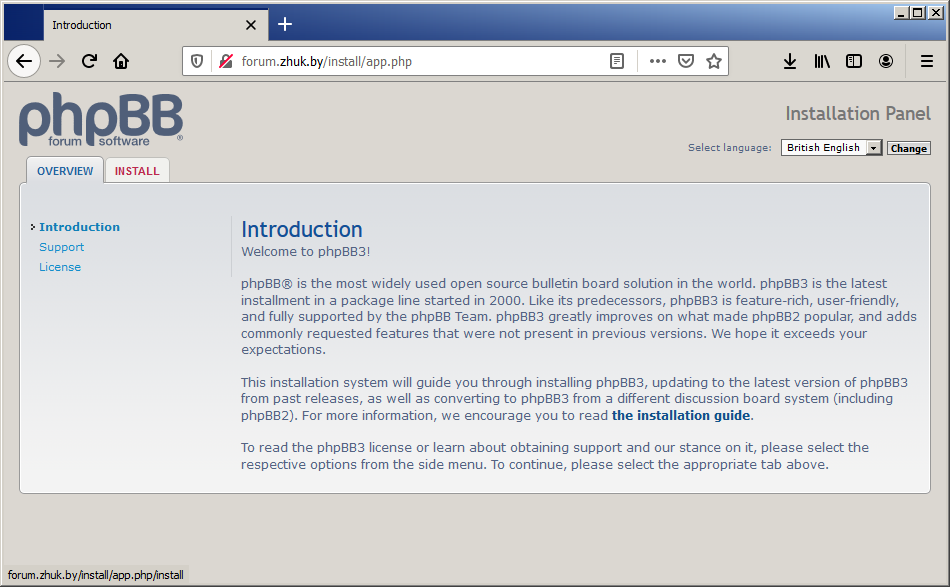 Introduction
forum.zhuk.by/install/app.php
phpBB®
forum software
Installation Panel
Select language: British English Change
OVERVIEW INSTALL
Introduction
Support
License
Introduction
Welcome to phpBB3!
phpBB® is the most widely used open source bulletin board solution in the world. phpBB3 is the latest
installment in a package line started in 2000. Like its predecessors, phpBB3 is feature-rich, user-friendly,
and fully supported by the phpBB Team. phpBB3 greatly improves on what made phpBB2 popular, and adds
commonly requested features that were not present in previous versions. We hope it exceeds your
expectations.
This installation system will guide you through installing phpBB3, updating to the latest version of phpBB3
from past releases, as well as converting to phpBB3 from a different discussion board system (including
phpBB2). For more information, we encourage you to read the installation guide.
To read the phpBB3 license or learn about obtaining support and our stance on it, please select the
respective options from the side menu. To continue, please select the appropriate tab above.
forum.zhuk.by/install/app.php/install